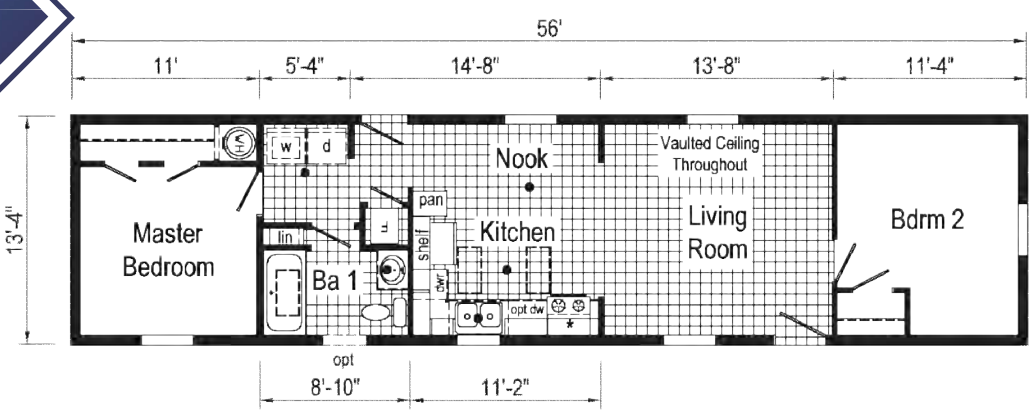 56'
11'
5'-4"
14'-8"
13'-8"
11'-4"
13'-4"
WH
w
d
Nook
Vaulted Ceiling
Throughout
Master
Bedroom
pan
F
shelf
Kitchen
Living
Room
Bdrm 2
lin
Ba 1
dwr
opt dw
*
opt
8'-10"
11'-2"